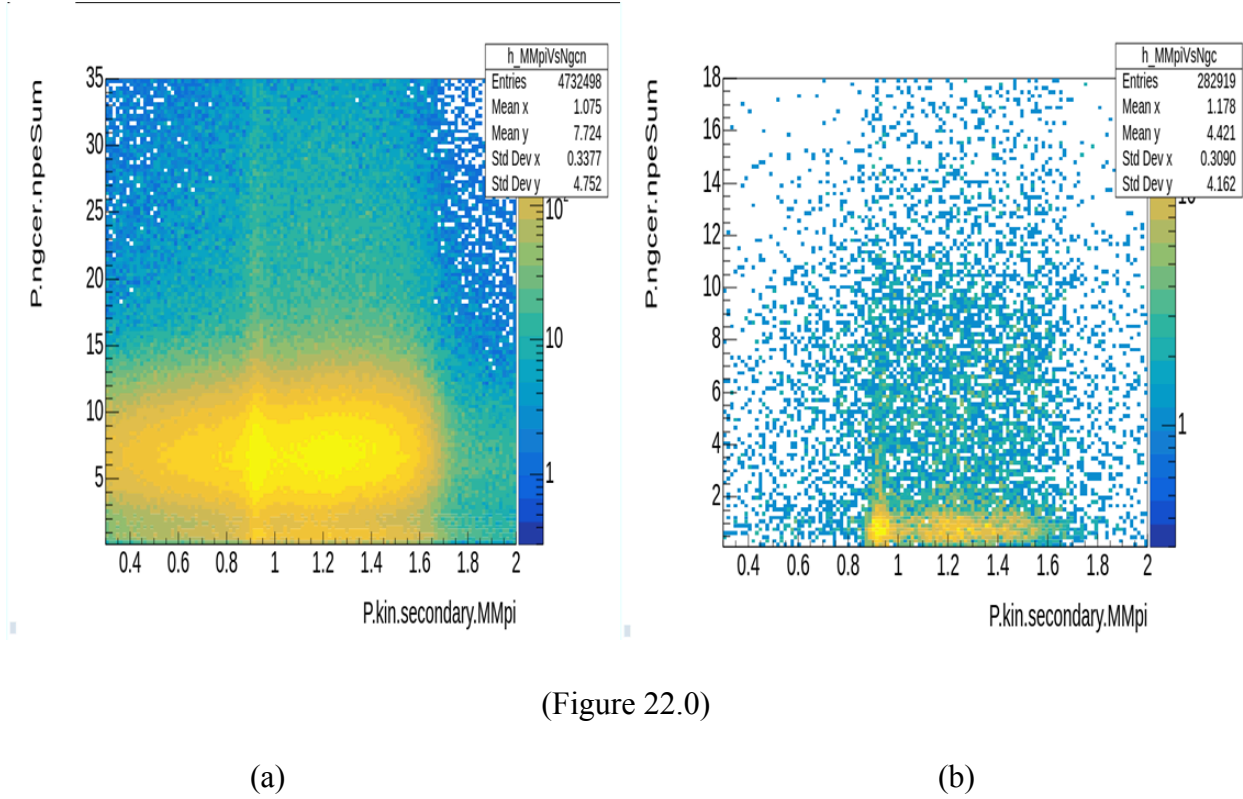 h_MMpiVsNgcn
Entries 4732498
Mean x 1.075
Mean y 7.724
Std Dev x 0.3377
Std Dev y 4.752
P.ngcer.npeSum
35
30
25
20
15
10
5
0.4 0.6 0.8 1 1.2 1.4 1.6 1.8 2
10
1
P.kin.secondary.MMpi
h_MMpiVsNgc
Entries 282919
Mean x 1.178
Mean y 4.421
Std Dev x 0.3090
Std Dev y 4.162
P.ngcer.npeSum
18
16
14
12
10
8
6
4
2
0.4 0.6 0.8 1 1.2 1.4 1.6 1.8 2
1
P.kin.secondary.MMpi
(Figure 22.0)
(a) (b)